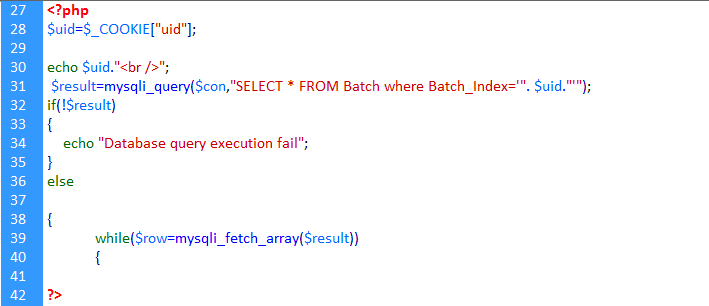 27 <?php
28 $uid=$_COOKIE["uid"];
29
30 echo $uid."<br />";
31 $result=mysqli_query($con,"SELECT * FROM Batch where Batch_Index='". $uid."'");
32 if(!$result)
33 {
34 echo "Database query execution fail";
35 }
36 else
37
38 {
39 while($row=mysqli_fetch_array($result))
40 {
41
42 ?>